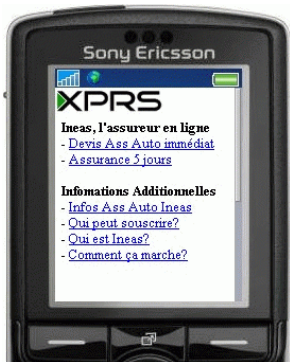 Sony Ericsson
XPRS
Ineas, l'assureur en ligne
- Devis Ass Auto immédiat
- Assurance 5 jours
Infomations Additionnelles
- Infos Ass Auto Ineas
- Qui peut souscrire?
- Qui est Ineas?
- Comment ça marche?